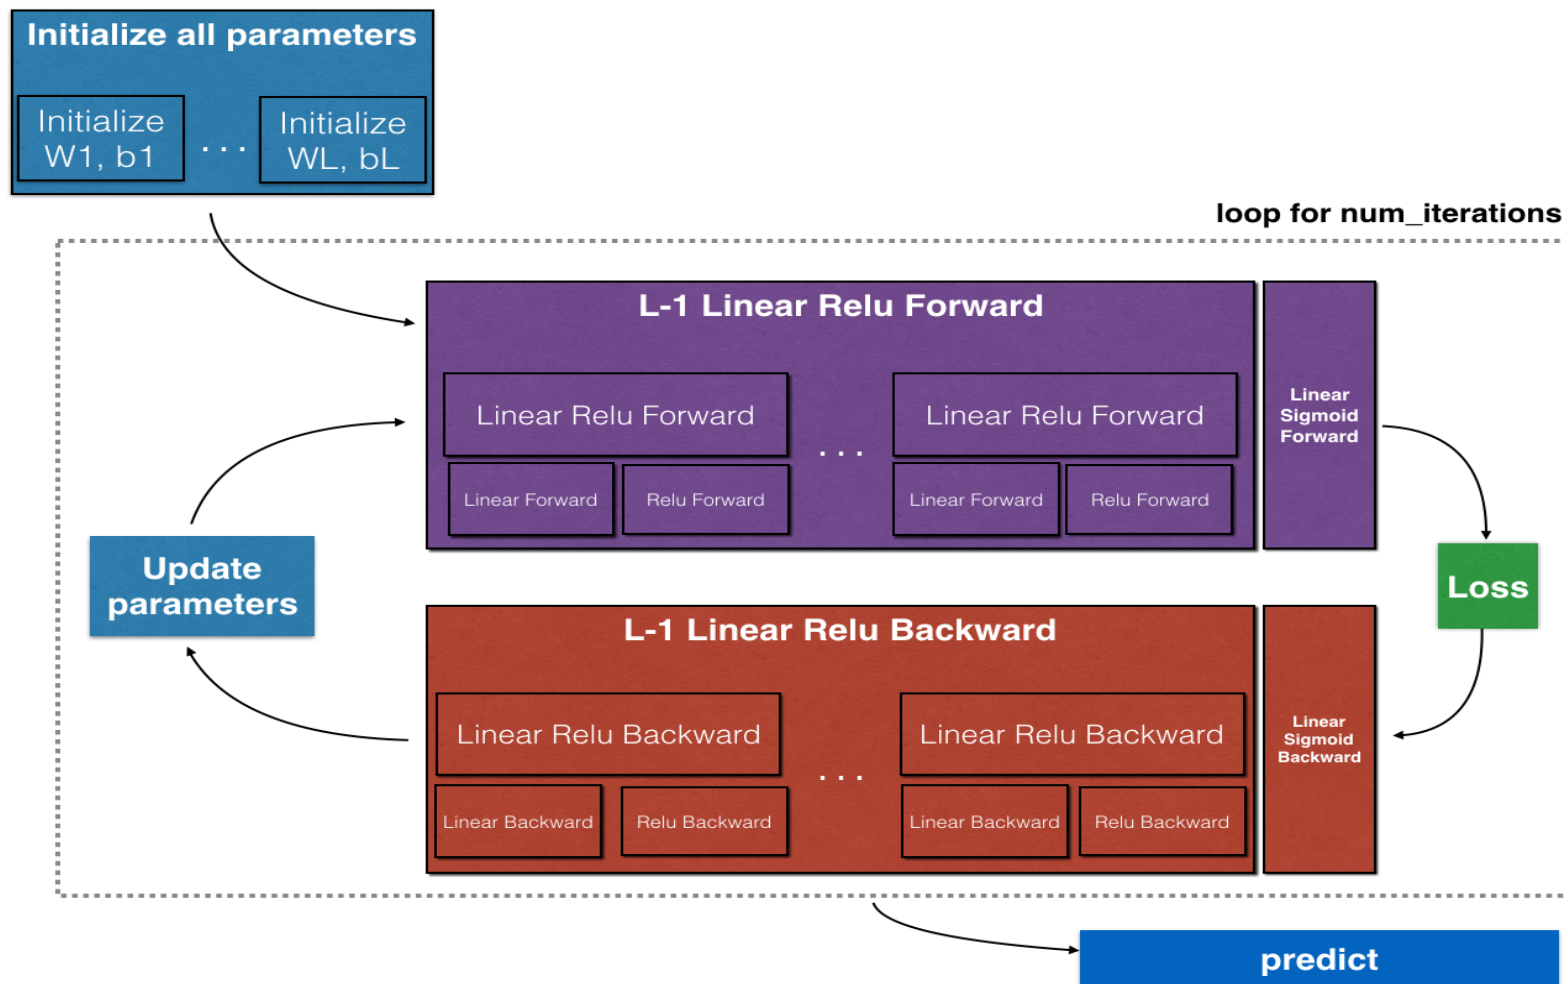 Initialize all parameters
Initialize
W1, b1
. . .
Initialize
WL, bL
loop for num_iterations
L-1 Linear Relu Forward
Linear Relu Forward
. . .
Linear Relu Forward
Linear Forward
Relu Forward
Linear Forward
Relu Forward
Linear
Sigmoid
Forward
Update
parameters
Loss
L-1 Linear Relu Backward
Linear Relu Backward
. . .
Linear Relu Backward
Linear Backward
Relu Backward
Linear Backward
Relu Backward
Linear
Sigmoid
Backward
predict